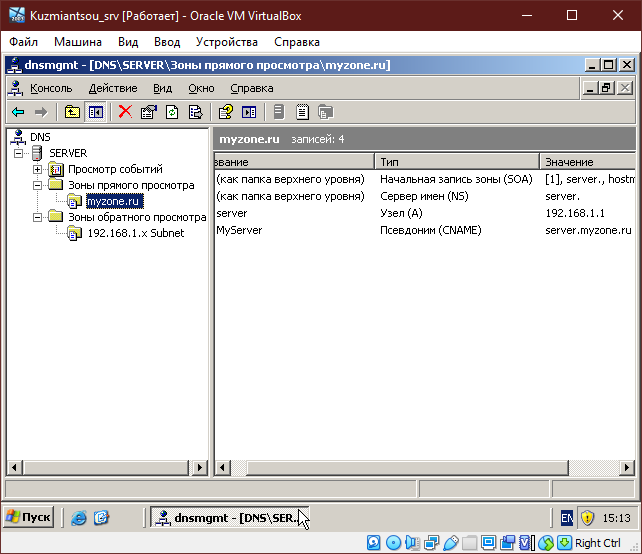 Kuzmiantsou_srv [Работает] - Oracle VM VirtualBox
Файл Машина Вид Ввод Устройства Справка
dnsmgmt - [DNS\SERVER\Зоны прямого просмотра\myzone.ru]
Консоль Действие Вид Окно Справка
DNS
SERVER
Просмотр событий
Зоны прямого просмотра
myzone.ru
Зоны обратного просмотра
192.168.1.x Subnet
myzone.ru записей: 4
звание Тип Значение
(как папка верхнего уровня) Начальная запись зоны (SOA) [1], server., hostm
(как папка верхнего уровня) Сервер имен (NS) server.
server Узел (A) 192.168.1.1
MyServer Псевдоним (CNAME) server.myzone.ru
Пуск dnsmgmt - [DNS\SER... EN 15:13
Right Ctrl